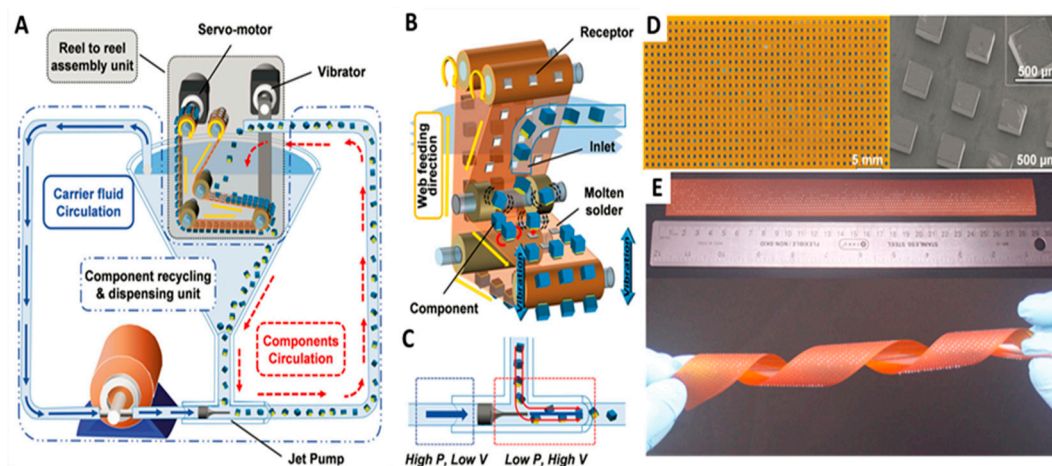 A
Servo-motor
Reel to reel
assembly unit
Vibrator
Carrier fluid
Circulation
Component recycling
& dispensing unit
Components
Circulation
Jet Pump
B
Receptor
Web feeding
direction
Inlet
Molten
solder
Component
Vibration
Vibration
C
High P, Low V
Low P, High V
D
5 mm
500 µm
500 µm
E
STAINLESS STEEL